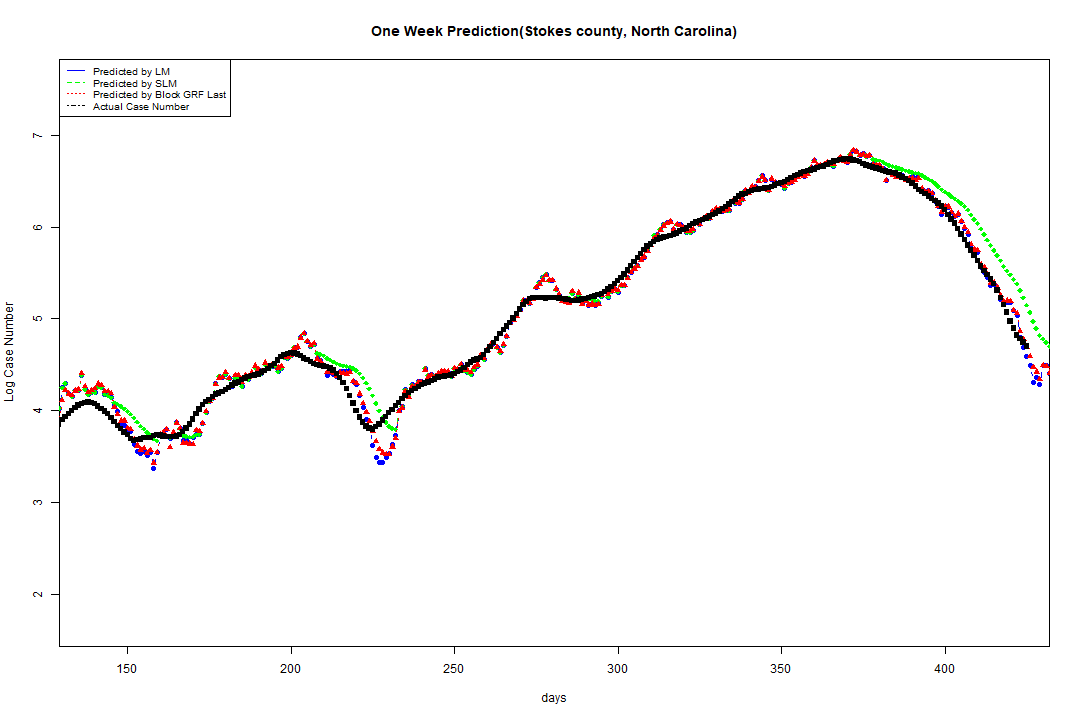 One Week Prediction(Stokes county, North Carolina)
Predicted by LM
Predicted by SLM
Predicted by Block GRF Last
Actual Case Number
7
6
5
4
3
2
Log Case Number
150 200 250 300 350 400
days